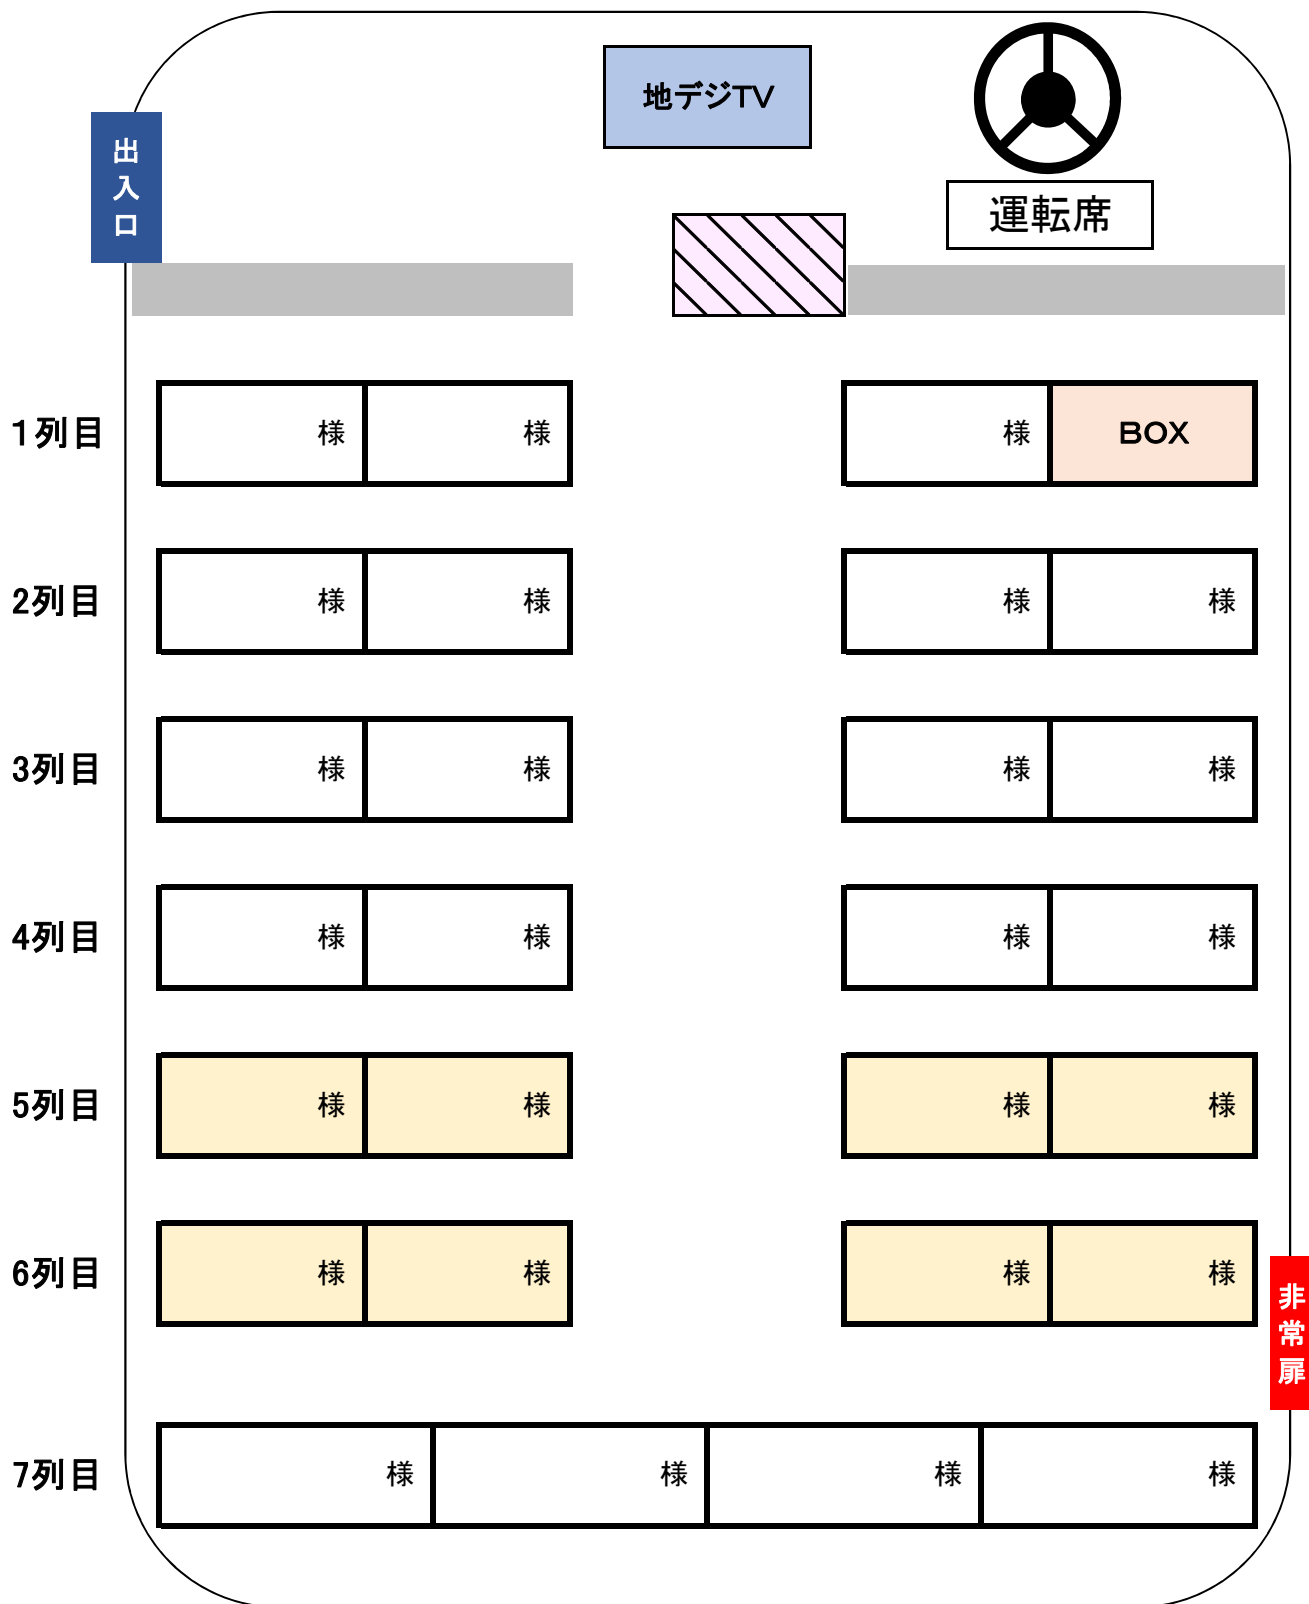 地デジTV
出入口
運転席
1列目 様 様 様 BOX
2列目 様 様 様 様
3列目 様 様 様 様
4列目 様 様 様 様
5列目 様 様 様 様
6列目 様 様 様 様
非常扉
7列目 様 様 様 様